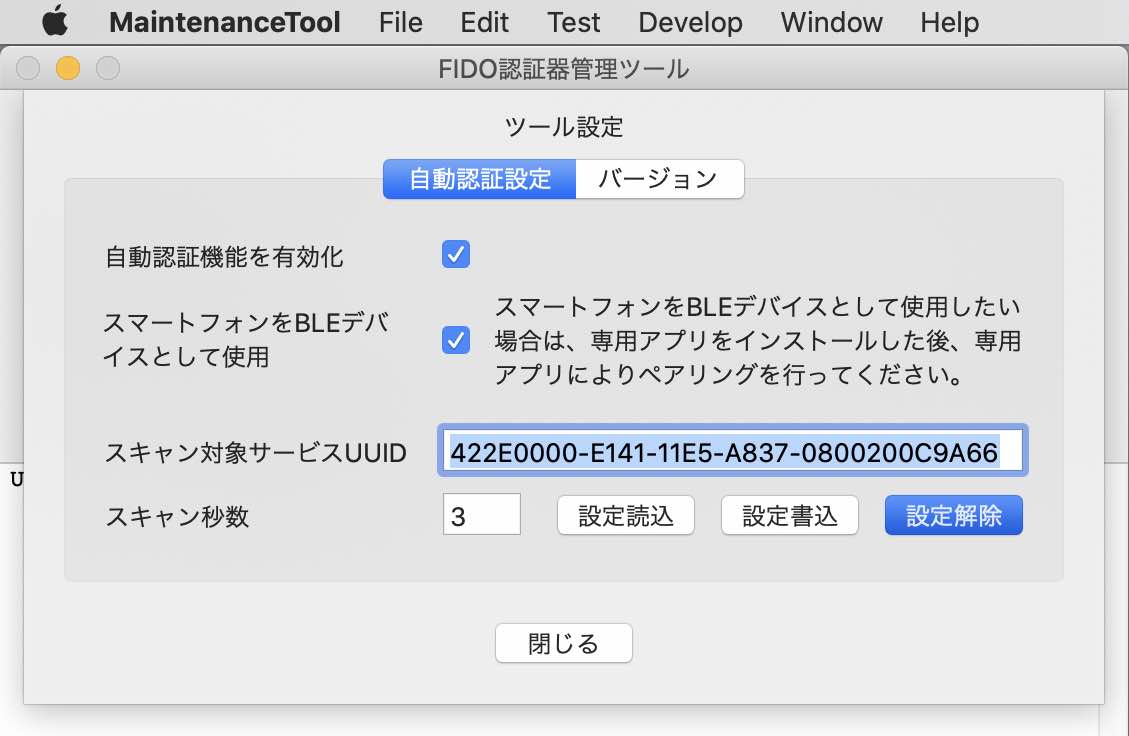 MaintenanceTool File Edit Test Develop Window Help
FIDO認証器管理ツール
ツール設定
自動認証設定 バージョン
自動認証機能を有効化
スマートフォンをBLEデバ
イスとして使用
スマートフォンをBLEデバイスとして使用したい
場合は、専用アプリをインストールした後、専用
アプリによりペアリングを行ってください。
スキャン対象サービスUUID 422E0000-E141-11E5-A837-0800200C9A66
U
スキャン秒数 3 設定読込 設定書込 設定解除
閉じる